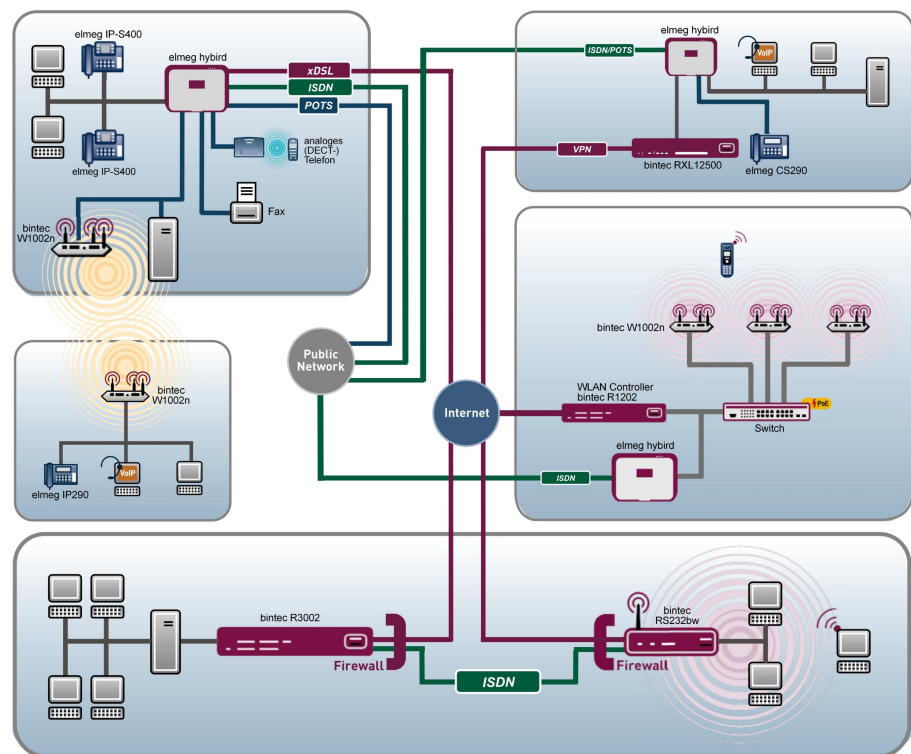 elmeg IP-S400
elmeg hybird
xDSL
ISDN
POTS
elmeg IP-S400
analoges
(DECT-)
Telefon
Fax
bintec
W1002n
ISDN/POTS
elmeg hybird
VoIP
VPN
bintec RXL12500
elmeg CS290
bintec
W1002n
elmeg IP290
VoIP
Public
Network
Internet
bintec W1002n
WLAN Controller
bintec R1202
PoE
Switch
elmeg hybird
ISDN
bintec R3002
Firewall
ISDN
bintec
RS232bw
Firewall